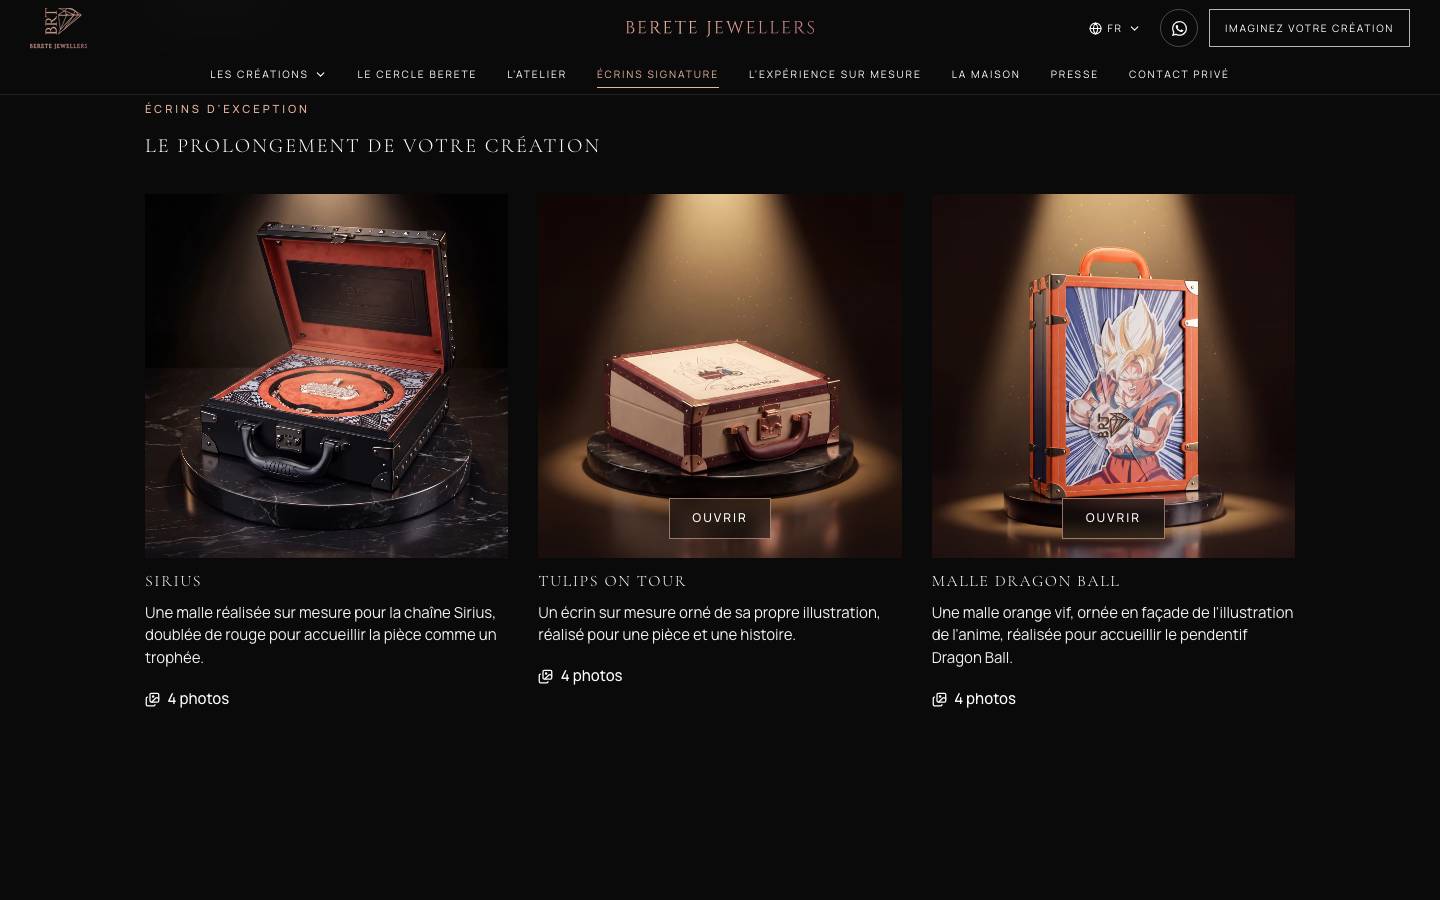 BRT
BERETE JEWELLERS
BERETE JEWELLERS
FR
IMAGINEZ VOTRE CRÉATION
LES CRÉATIONS
LE CERCLE BERETE
L'ATELIER
ÉCRINS SIGNATURE
L'EXPÉRIENCE SUR MESURE
LA MAISON
PRESSE
CONTACT PRIVÉ
ÉCRINS D'EXCEPTION
LE PROLONGEMENT DE VOTRE CRÉATION
TULIPS ON TOUR
BRT
OUVRIR
OUVRIR
SIRIUS
Une malle réalisée sur mesure pour la chaîne Sirius,
doublée de rouge pour accueillir la pièce comme un
trophée.
4 photos
TULIPS ON TOUR
Un écrin sur mesure orné de sa propre illustration,
réalisé pour une pièce et une histoire.
4 photos
MALLE DRAGON BALL
Une malle orange vif, ornée en façade de l'illustration
de l'anime, réalisée pour accueillir le pendentif
Dragon Ball.
4 photos